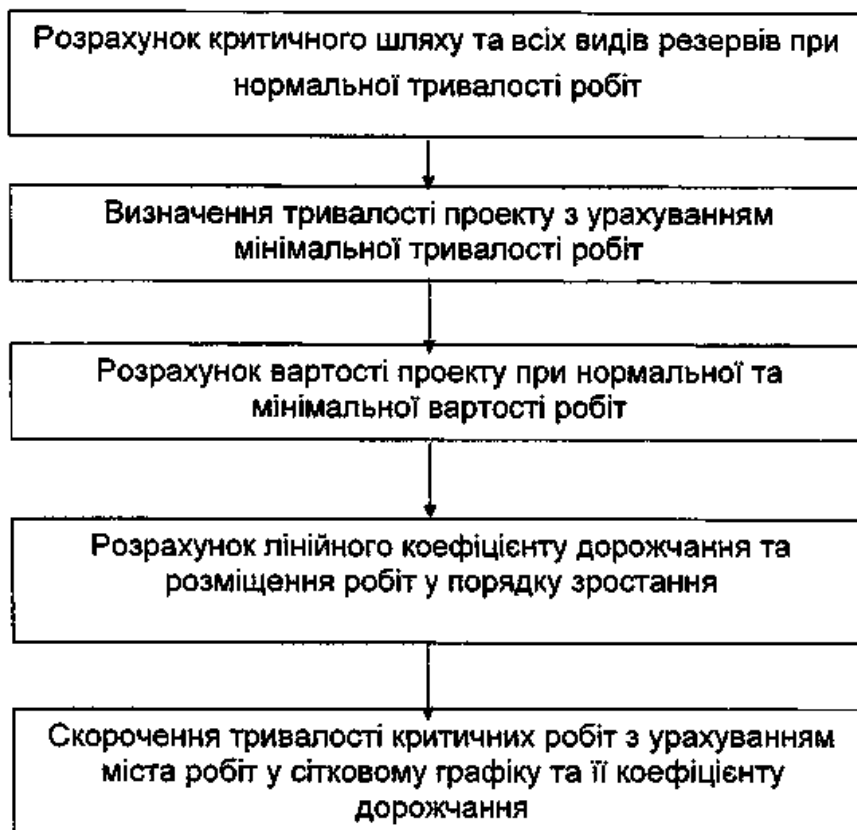 Розрахунок критичного шляху та всіх видів резервів при
нормальної тривалості робіт
Визначення тривалості проекту з урахуванням
мінімальної тривалості робіт
Розрахунок вартості проекту при нормальної та
мінімальної вартості робіт
Розрахунок лінійного коефіцієнту дорожчання та
розміщення робіт у порядку зростання
Скорочення тривалості критичних робіт з урахуванням
міста робіт у сітковому графіку та її коефіцієнту
дорожчання